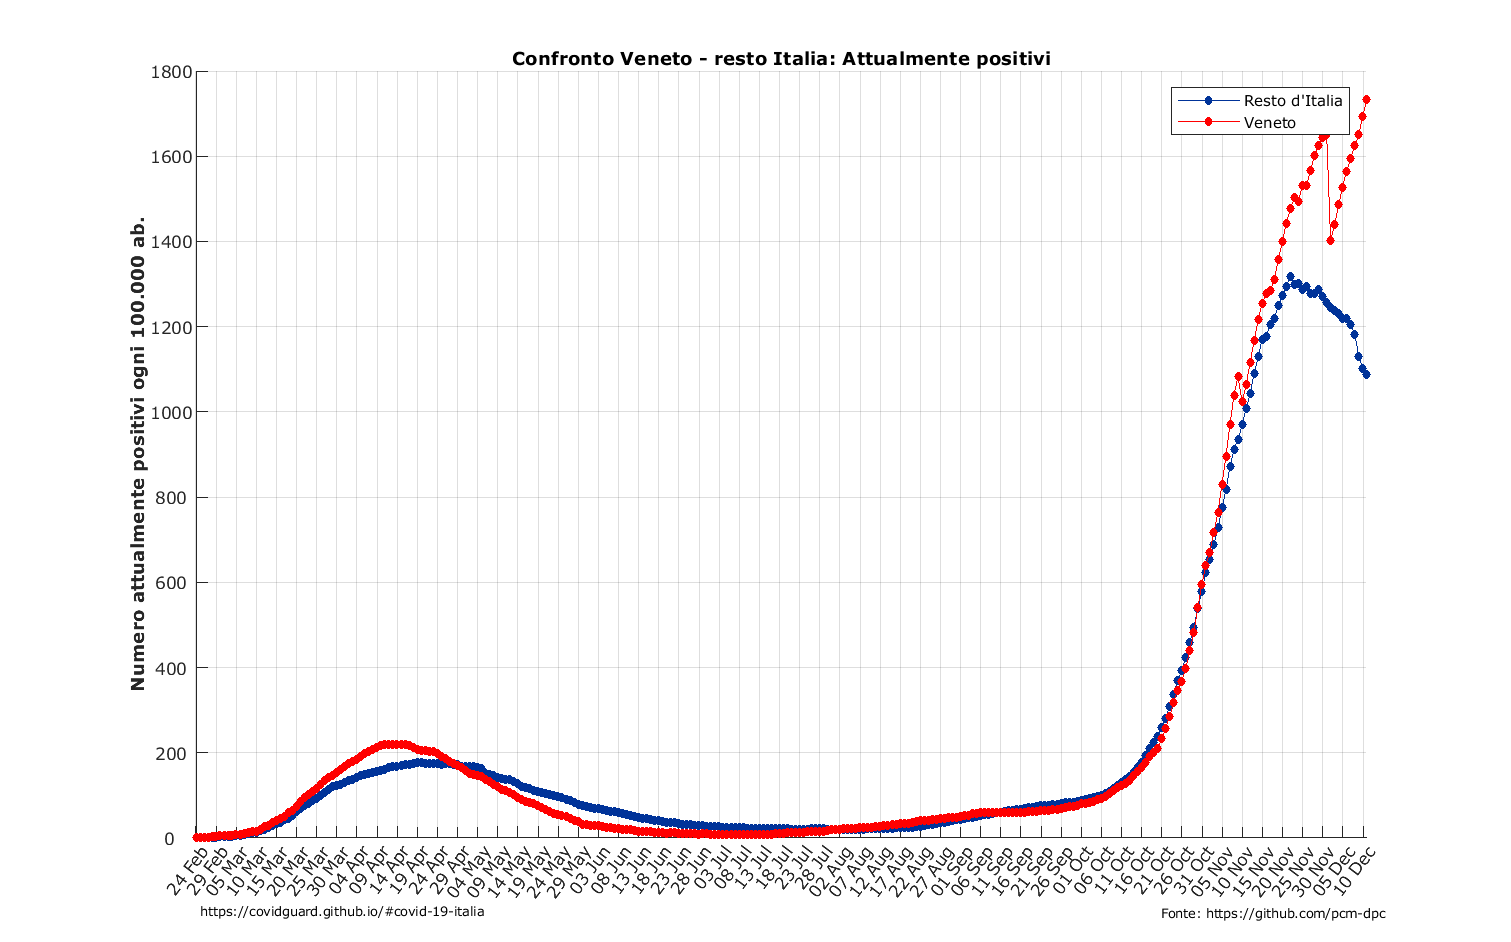 Confronto Veneto - resto Italia: Attualmente positivi
Numero attualmente positivi ogni 100.000 ab.
1800
1600
1400
1200
1000
800
600
400
200
0
Resto d'Italia
Veneto
24 Feb
29 Feb
05 Mar
10 Mar
15 Mar
20 Mar
25 Mar
30 Mar
04 Apr
09 Apr
14 Apr
19 Apr
24 Apr
29 Apr
04 May
09 May
14 May
19 May
24 May
29 May
03 Jun
08 Jun
13 Jun
18 Jun
23 Jun
28 Jun
03 Jul
08 Jul
13 Jul
18 Jul
23 Jul
28 Jul
02 Aug
07 Aug
12 Aug
17 Aug
22 Aug
27 Aug
01 Sep
06 Sep
11 Sep
16 Sep
21 Sep
26 Sep
01 Oct
06 Oct
11 Oct
16 Oct
21 Oct
26 Oct
31 Oct
05 Nov
10 Nov
15 Nov
20 Nov
25 Nov
30 Nov
05 Dec
10 Dec
https://covidguard.github.io/#covid-19-italia
Fonte: https://github.com/pcm-dpc